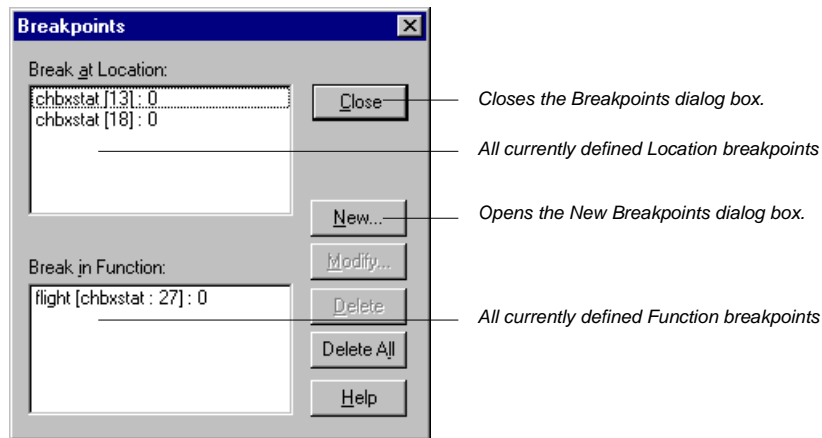 Breakpoints
Break at Location:
chbxstat [13] : 0
chbxstat [18] : 0
Close
Closes the Breakpoints dialog box.
All currently defined Location breakpoints
New...
Opens the New Breakpoints dialog box.
Modify...
Break in Function:
flight [chbxstat : 27] : 0
Delete
All currently defined Function breakpoints
Delete All
Help